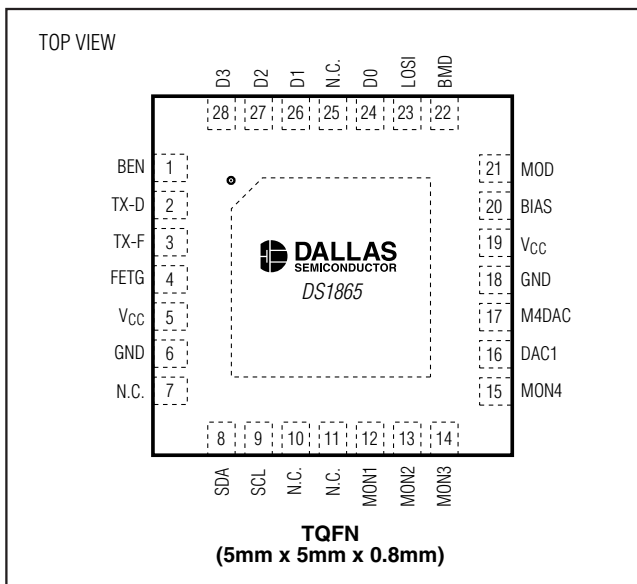 TOP VIEW
D3 D2 D1 N.C. D0 LOSI BMD
28 27 26 25 24 23 22
BEN 1
TX-D 2
TX-F 3
FETG 4
VCC 5
GND 6
N.C. 7
21 MOD
20 BIAS
19 VCC
18 GND
17 M4DAC
16 DAC1
15 MON4
DALLAS
SEMICONDUCTOR
DS1865
8 9 10 11 12 13 14
SDA SCL N.C. N.C. MON1 MON2 MON3
TQFN
(5mm x 5mm x 0.8mm)